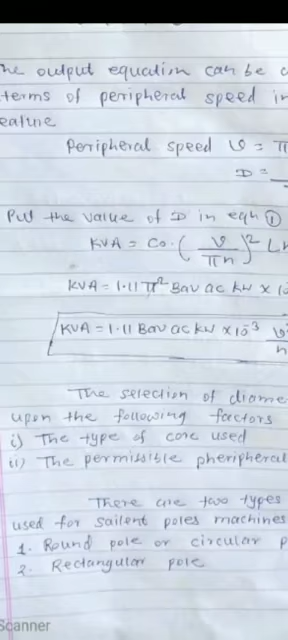 The output equation can be
terms of peripheral speed in
Peripheral speed v = π
D =
Put the value of D in eqn ①
KVA = Co. ( v / πn )² Ln
KVA = 1.11 π² Bav ac kw × 10
KVA = 1.11 Bav ac kw × 10⁻³ v² / n
The selection of
upon the following factors
i) The type of core used
ii) The permissible pheripheral
There are two types
used for sailent poles machines
1. Round pole or circular p
2. Rectangular pole
Scanner